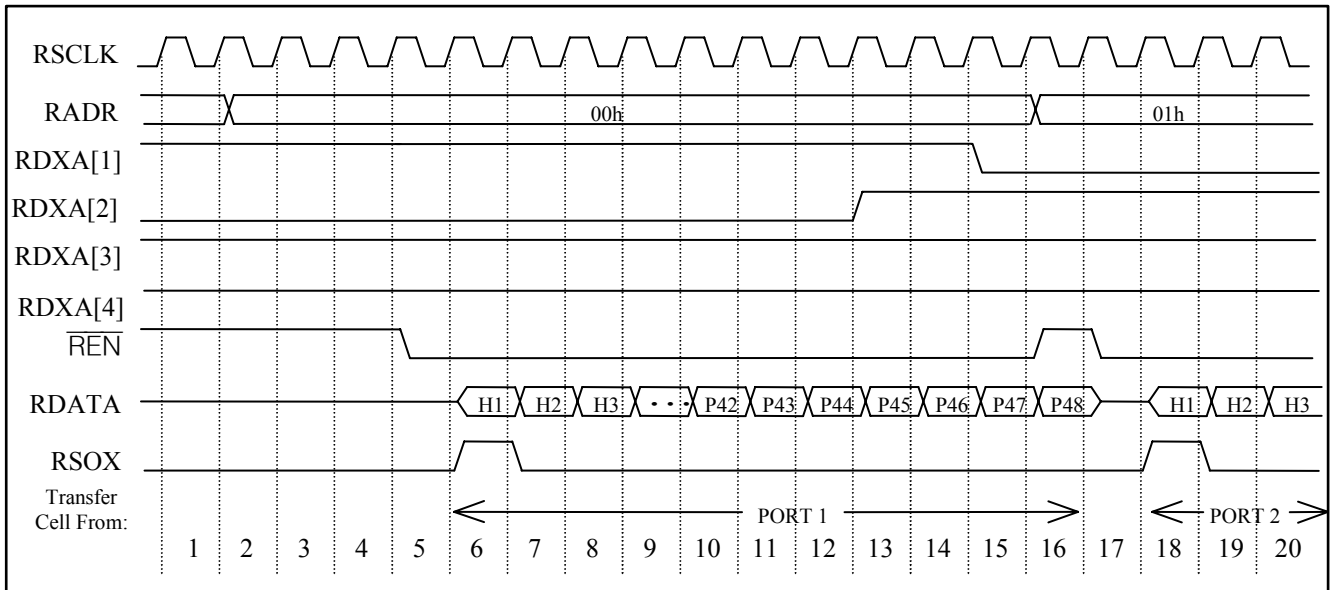 RSCLK
RADR 00h 01h
RDXA[1]
RDXA[2]
RDXA[3]
RDXA[4]
REN
RDATA H1 H2 H3 ··· P42 P43 P44 P45 P46 P47 P48 H1 H2 H3
RSOX
Transfer
Cell From: PORT 1 PORT 2
1 2 3 4 5 6 7 8 9 10 11 12 13 14 15 16 17 18 19 20